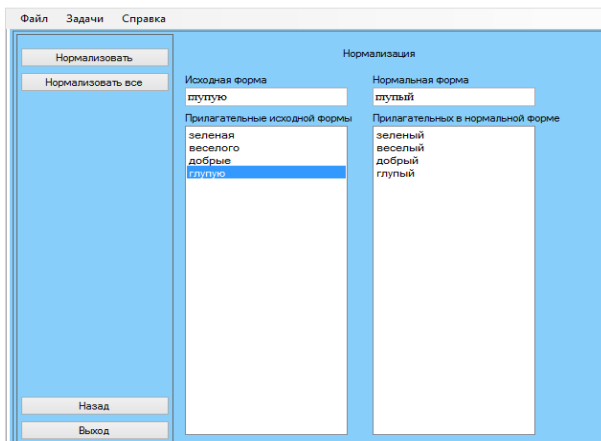 Файл Задачи Справка
Нормализация
Нормализовать
Нормализовать все
Исходная форма
глупую
Нормальная форма
глупый
Прилагательные исходной формы
зеленая
веселого
добрые
глупую
Прилагательных в нормальной форме
зеленый
веселый
добрый
глупый
Назад
Выход